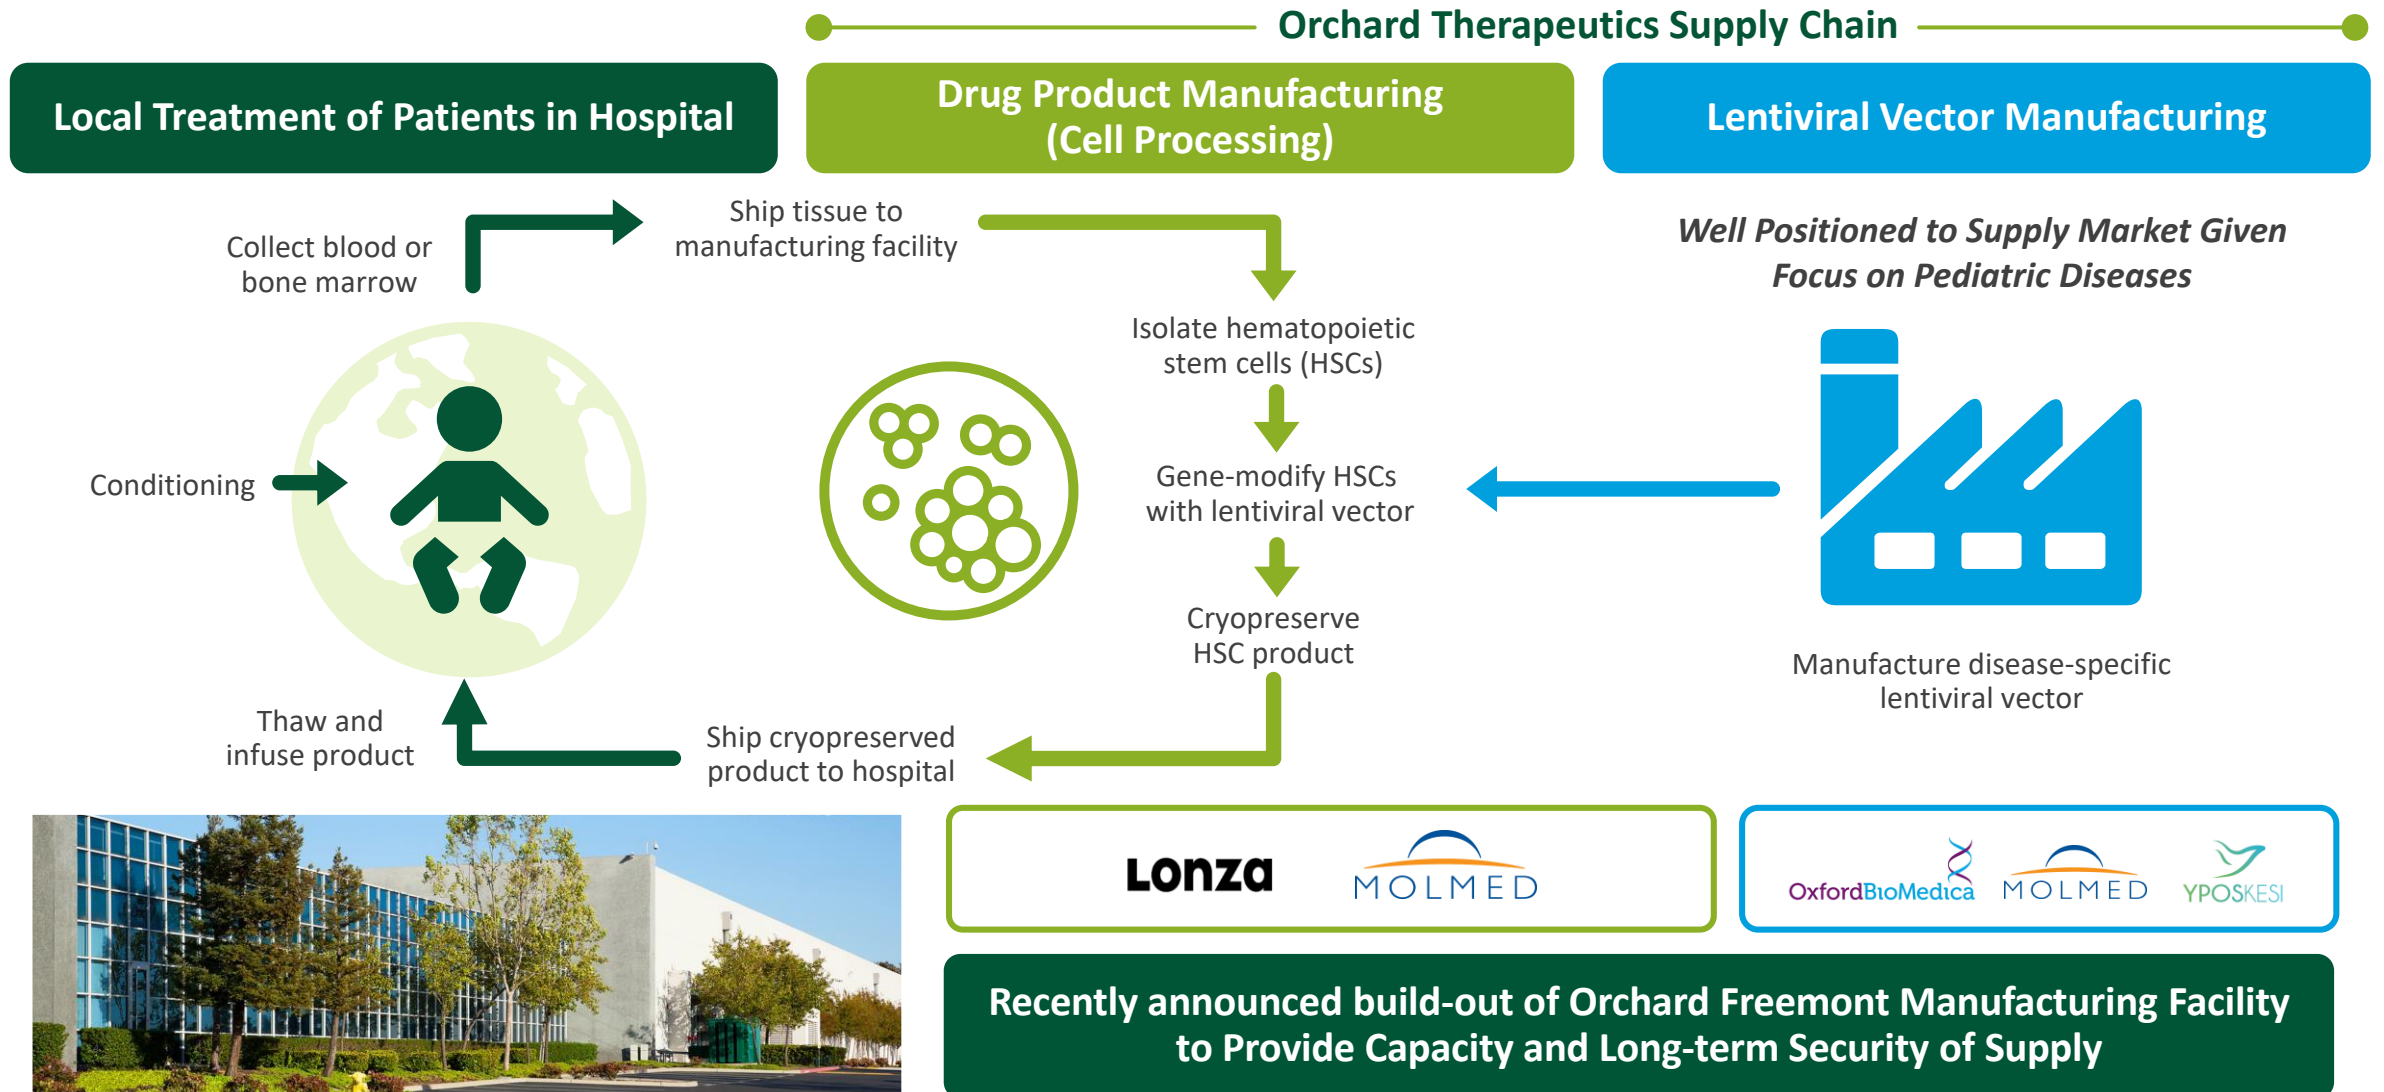 Orchard Therapeutics Supply Chain
Local Treatment of Patients in Hospital
Drug Product Manufacturing
(Cell Processing)
Lentiviral Vector Manufacturing
Collect blood or
bone marrow
Ship tissue to
manufacturing facility
Isolate hematopoietic
stem cells (HSCs)
Gene-modify HSCs
with lentiviral vector
Cryopreserve
HSC product
Ship cryopreserved
product to hospital
Thaw and
infuse product
Conditioning
Well Positioned to Supply Market Given
Focus on Pediatric Diseases
Manufacture disease-specific
lentiviral vector
Lonza
MOLMED
OxfordBioMedica
MOLMED
YPOSKESI
Recently announced build-out of Orchard Freemont Manufacturing Facility
to Provide Capacity and Long-term Security of Supply